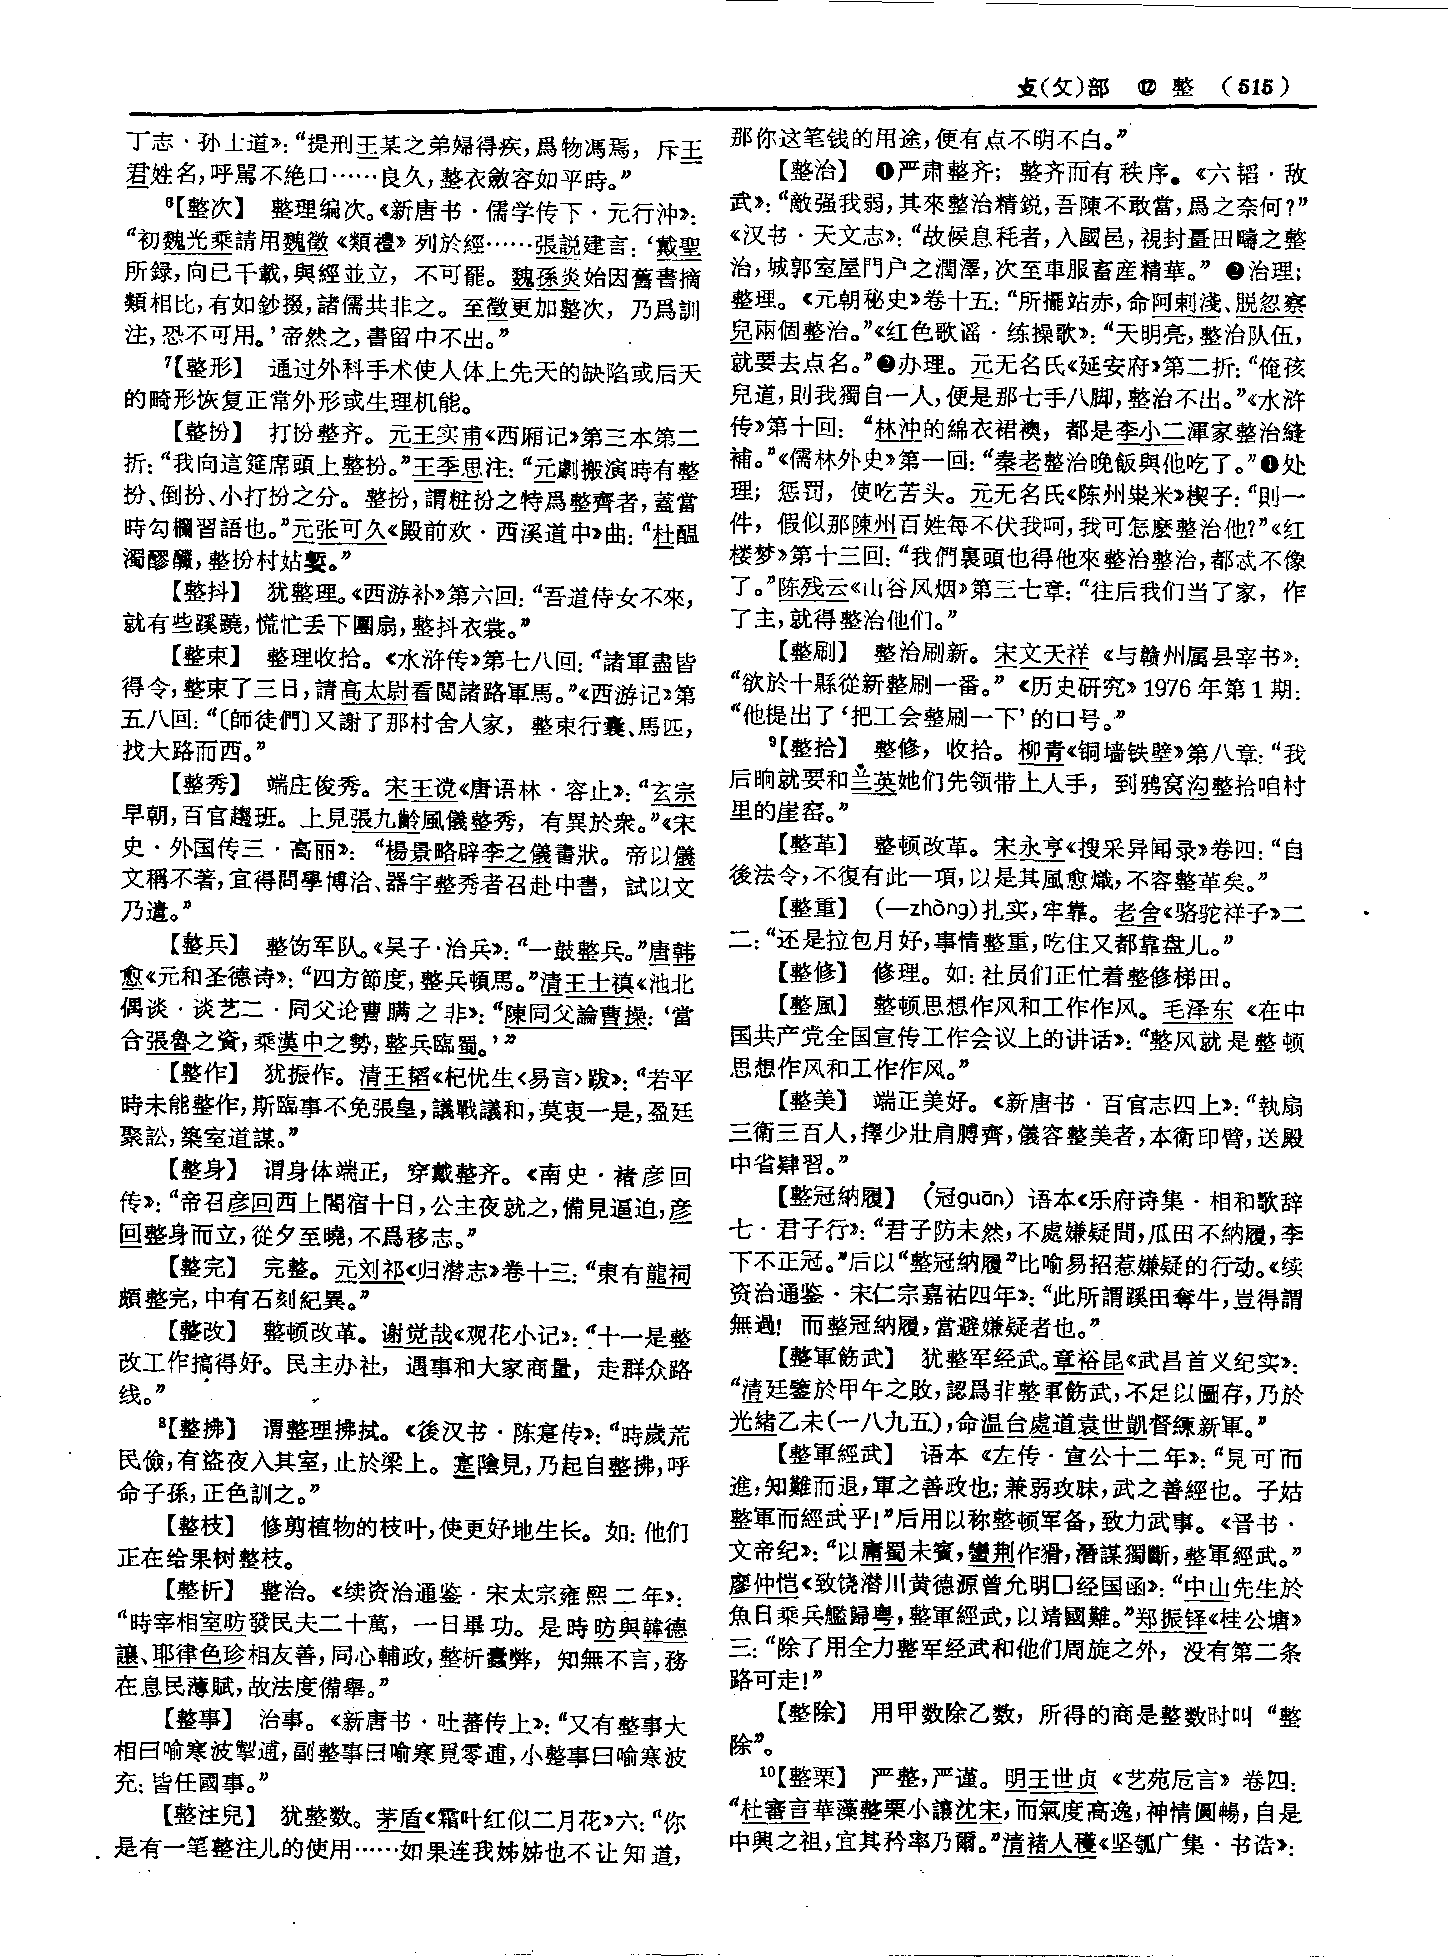 攴(攵)部 ⑫ 整 (515)
丁志·孙士道》：“提刑王某之弟婦得疾，爲物馮焉，斥王
君姓名，呼駡不絶口……良久，整衣斂容如平時。”
⁶【整次】 整理编次。《新唐书·儒学传下·元行沖》：
“初魏光乘請用魏徵《類禮》列於經……張説建言：‘戴聖
所録，向已千載，與經並立，不可罷。魏孫炎始因舊書摘
類相比，有如鈔掇，諸儒共非之。至徵更加整次，乃爲訓
注，恐不可用。’帝然之，書留中不出。”
⁷【整形】 通过外科手术使人体上先天的缺陷或后天
的畸形恢复正常外形或生理机能。
【整扮】 打扮整齐。元王实甫《西厢记》第三本第二
折：“我向這筵席頭上整扮。”王季思注：“元劇搬演時有整
扮、倒扮、小打扮之分。整扮，謂粧扮之特爲整齊者，蓋當
時勾欄習語也。”元张可久《殿前欢·西溪道中》曲：“杜醖
濁醪釅，整扮村姑䰀。”
【整抖】 犹整理。《西游补》第六回：“吾道侍女不來，
就有些蹊蹺，慌忙丢下團扇，整抖衣裳。”
【整束】 整理收拾。《水浒传》第七八回：“諸軍盡皆
得令，整束了三日，請高太尉看閲諸路軍馬。”《西游记》第
五八回：“〔師徒們〕又謝了那村舍人家，整束行囊、馬匹，
找大路而西。”
【整秀】 端庄俊秀。宋王谠《唐语林·容止》：“玄宗
早朝，百官趨班。上見張九齡風儀整秀，有異於衆。”《宋
史·外国传三·高丽》：“楊景略辟李之儀書狀。帝以儀
文稱不著，宜得問學博洽、器宇整秀者召赴中書，試以文
乃遣。”
【整兵】 整饬军队。《吴子·治兵》：“一鼓整兵。”唐韩
愈《元和圣德诗》：“四方節度，整兵頓馬。”清王士禛《池北
偶谈·谈艺二·同父论曹瞒之非》：“陳同父論曹操：‘當
合張魯之資，乘漢中之勢，整兵臨蜀。’”
【整作】 犹振作。清王韬《杞忧生〈易言〉跋》：“若平
時未能整作，斯臨事不免張皇，議戰議和，莫衷一是，盈廷
聚訟，築室道謀。”
【整身】 谓身体端正，穿戴整齐。《南史·褚彦回
传》：“帝召彦回西上閣宿十日，公主夜就之，備見逼迫，彦
回整身而立，從夕至曉，不爲移志。”
【整完】 完整。元刘祁《归潜志》卷十三：“東有龍祠
頗整完，中有石刻紀異。”
【整改】 整顿改革。谢觉哉《观花小记》：“十一是整
改工作搞得好。民主办社，遇事和大家商量，走群众路
线。”
⁸【整拂】 谓整理拂拭。《後汉书·陈寔传》：“時歲荒
民儉，有盗夜入其室，止於梁上。寔陰見，乃起自整拂，呼
命子孫，正色訓之。”
【整枝】 修剪植物的枝叶，使更好地生长。如：他们
正在给果树整枝。
【整析】 整治。《续资治通鉴·宋太宗雍熙二年》：
“時宰相室昉發民夫二十萬，一日畢功。是時昉與韓德
讓、耶律色珍相友善，同心輔政，整析蠹弊，知無不言，務
在息民薄賦，故法度備舉。”
【整事】 治事。《新唐书·吐蕃传上》：“又有整事大
相曰喻寒波掣逋，副整事曰喻寒覓零逋，小整事曰喻寒波
充：皆任國事。”
【整注兒】 犹整数。茅盾《霜叶红似二月花》六：“你
是有一笔整注儿的使用……如果连我姊姊也不让知道，
那你这笔钱的用途，便有点不明不白。”
【整治】 ❶严肃整齐；整齐而有秩序。《六韬·敌
武》：“敵强我弱，其來整治精鋭，吾陳不敢當，爲之奈何？”
《汉书·天文志》：“故候息耗者，入國邑，視封畺田疇之整
治，城郭室屋門户之潤澤，次至車服畜産精華。” ❷治理；
整理。《元朝秘史》卷十五：“所擺站赤，命阿剌淺、脱忽察
兒兩個整治。”《红色歌谣·练操歌》：“天明亮，整治队伍，
就要去点名。”❸办理。元无名氏《延安府》第二折：“俺孩
兒道，則我獨自一人，便是那七手八脚，整治不出。”《水浒
传》第十回：“林沖的綿衣裙襖，都是李小二渾家整治縫
補。”《儒林外史》第一回：“秦老整治晚飯與他吃了。”❹处
理；惩罚，使吃苦头。元无名氏《陈州粜米》楔子：“則一
件，假似那陳州百姓每不伏我呵，我可怎麽整治他？”《红
楼梦》第十三回：“我們裏頭也得他來整治整治，都忒不像
了。”陈残云《山谷风烟》第三七章：“往后我们当了家，作
了主，就得整治他们。”
【整刷】 整治刷新。宋文天祥《与赣州属县宰书》：
“欲於十縣從新整刷一番。”《历史研究》1976年第1期：
“他提出了‘把工会整刷一下’的口号。”
⁹【整拾】 整修，收拾。柳青《铜墙铁壁》第八章：“我
后晌就要和兰英她们先领带上人手，到鸦窝沟整拾咱村
里的崖窑。”
【整革】 整顿改革。宋永亨《搜采异闻录》卷四：“自
後法令，不復有此一項，以是其風愈熾，不容整革矣。”
【整重】 (—zhòng)扎实，牢靠。老舍《骆驼祥子》二
二：“还是拉包月好，事情整重，吃住又都靠盘儿。”
【整修】 修理。如：社员们正忙着整修梯田。
【整風】 整顿思想作风和工作作风。毛泽东《在中
国共产党全国宣传工作会议上的讲话》：“整风就是整顿
思想作风和工作作风。”
【整美】 端正美好。《新唐书·百官志四上》：“執扇
三衛三百人，擇少壯肩膊齊，儀容整美者，本衛印臂，送殿
中省肄習。”
【整冠納履】 (冠guān) 语本《乐府诗集·相和歌辞
七·君子行》：“君子防未然，不處嫌疑間，瓜田不納履，李
下不正冠。”后以“整冠納履”比喻易招惹嫌疑的行动。《续
资治通鉴·宋仁宗嘉祐四年》：“此所謂蹊田奪牛，豈得謂
無過！而整冠納履，當避嫌疑者也。”
【整軍飭武】 犹整军经武。章裕昆《武昌首义纪实》：
“清廷鑒於甲午之敗，認爲非整軍飭武，不足以圖存，乃於
光緒乙未(一八九五)，命温台處道袁世凱督練新軍。”
【整軍經武】 语本《左传·宣公十二年》：“見可而
進，知難而退，軍之善政也；兼弱攻昧，武之善經也。子姑
整軍而經武乎！”后用以称整顿军备，致力武事。《晋书·
文帝纪》：“以庸蜀未賓，蠻荆作猾，潛謀獨斷，整軍經武。”
廖仲恺《致饶潜川黄德源曾允明囗经国函》：“中山先生於
魚日乘兵艦歸粤，整軍經武，以靖國難。”郑振铎《桂公塘》
三：“除了用全力整军经武和他们周旋之外，没有第二条
路可走！”
【整除】 用甲数除乙数，所得的商是整数时叫“整
除”。
¹⁰【整栗】 严整，严谨。明王世贞《艺苑卮言》卷四：
“杜審言華藻整栗小讓沈宋，而氣度高逸，神情圓暢，自是
中興之祖，宜其矜率乃爾。”清褚人穫《坚瓠广集·书诰》：